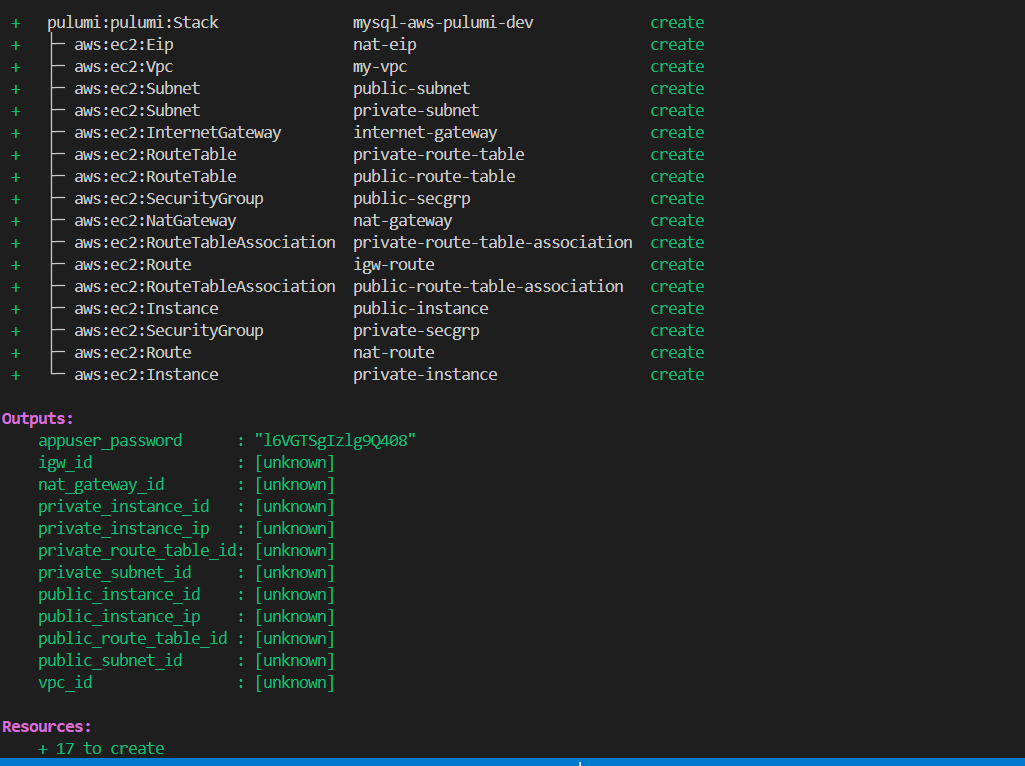 + pulumi:pulumi:Stack mysql-aws-pulumi-dev create
+ ├─ aws:ec2:Eip nat-eip create
+ ├─ aws:ec2:Vpc my-vpc create
+ ├─ aws:ec2:Subnet public-subnet create
+ ├─ aws:ec2:Subnet private-subnet create
+ ├─ aws:ec2:InternetGateway internet-gateway create
+ ├─ aws:ec2:RouteTable private-route-table create
+ ├─ aws:ec2:RouteTable public-route-table create
+ ├─ aws:ec2:SecurityGroup public-secgrp create
+ ├─ aws:ec2:NatGateway nat-gateway create
+ ├─ aws:ec2:RouteTableAssociation private-route-table-association create
+ ├─ aws:ec2:Route igw-route create
+ ├─ aws:ec2:RouteTableAssociation public-route-table-association create
+ ├─ aws:ec2:Instance public-instance create
+ ├─ aws:ec2:SecurityGroup private-secgrp create
+ ├─ aws:ec2:Route nat-route create
+ └─ aws:ec2:Instance private-instance create
Outputs:
appuser_password : "l6VGTSgIzlg9Q408"
igw_id : [unknown]
nat_gateway_id : [unknown]
private_instance_id : [unknown]
private_instance_ip : [unknown]
private_route_table_id: [unknown]
private_subnet_id : [unknown]
public_instance_id : [unknown]
public_instance_ip : [unknown]
public_route_table_id : [unknown]
public_subnet_id : [unknown]
vpc_id : [unknown]
Resources:
+ 17 to create